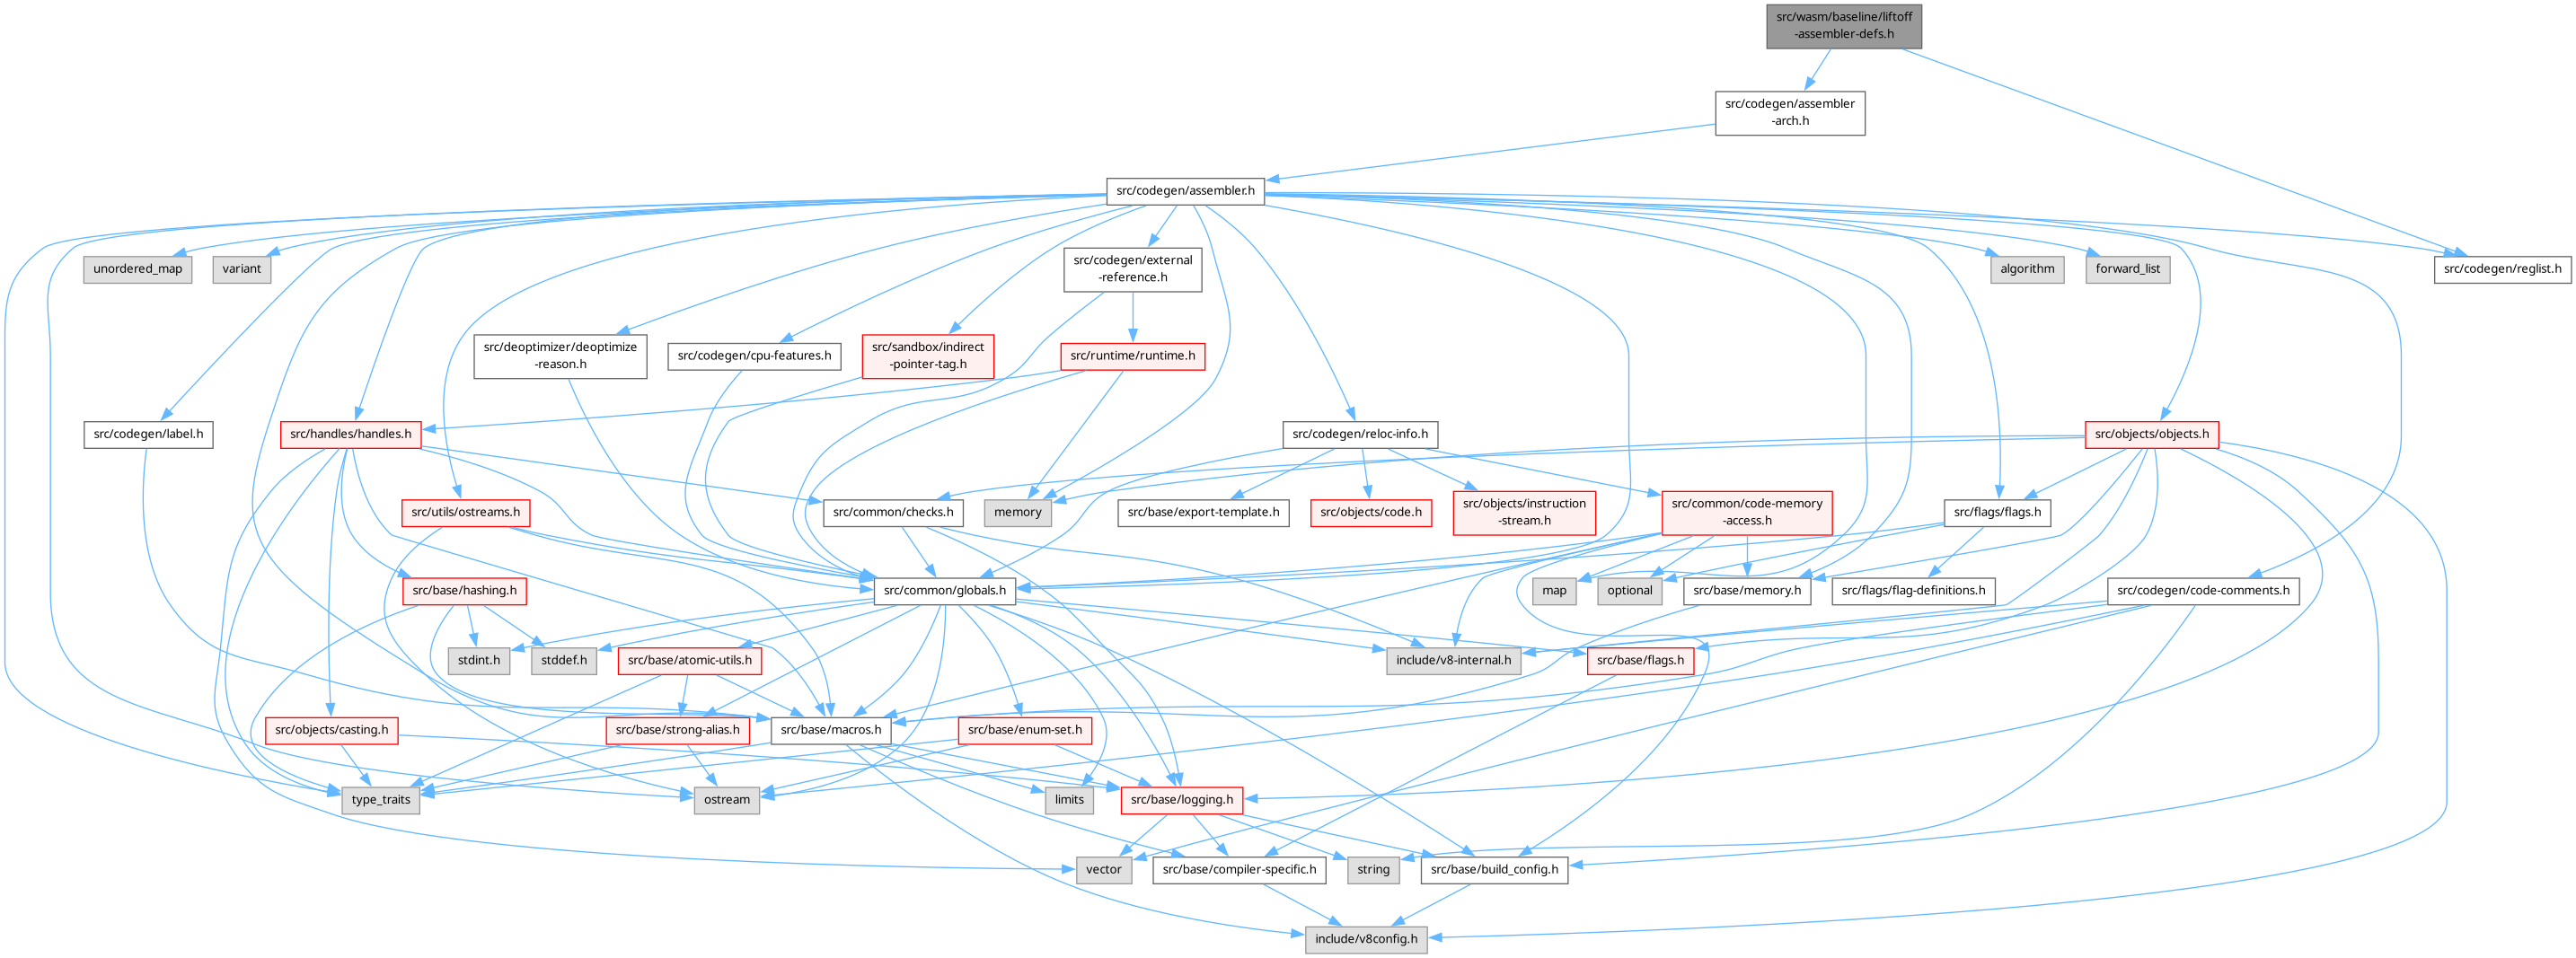 src/wasm/baseline/liftoff
-assembler-defs.h
src/codegen/assembler
-arch.h
src/codegen/assembler.h
unordered_map
variant
src/codegen/external
-reference.h
algorithm
forward_list
src/codegen/reglist.h
src/deoptimizer/deoptimize
-reason.h
src/codegen/cpu-features.h
src/sandbox/indirect
-pointer-tag.h
src/runtime/runtime.h
src/codegen/label.h
src/handles/handles.h
src/codegen/reloc-info.h
src/objects/objects.h
src/utils/ostreams.h
src/common/checks.h
memory
src/base/export-template.h
src/objects/code.h
src/objects/instruction
-stream.h
src/common/code-memory
-access.h
src/flags/flags.h
src/base/hashing.h
src/common/globals.h
map
optional
src/base/memory.h
src/flags/flag-definitions.h
src/codegen/code-comments.h
stdint.h
stddef.h
src/base/atomic-utils.h
include/v8-internal.h
src/base/flags.h
src/objects/casting.h
src/base/strong-alias.h
src/base/macros.h
src/base/enum-set.h
type_traits
ostream
limits
src/base/logging.h
vector
src/base/compiler-specific.h
string
src/base/build_config.h
include/v8config.h